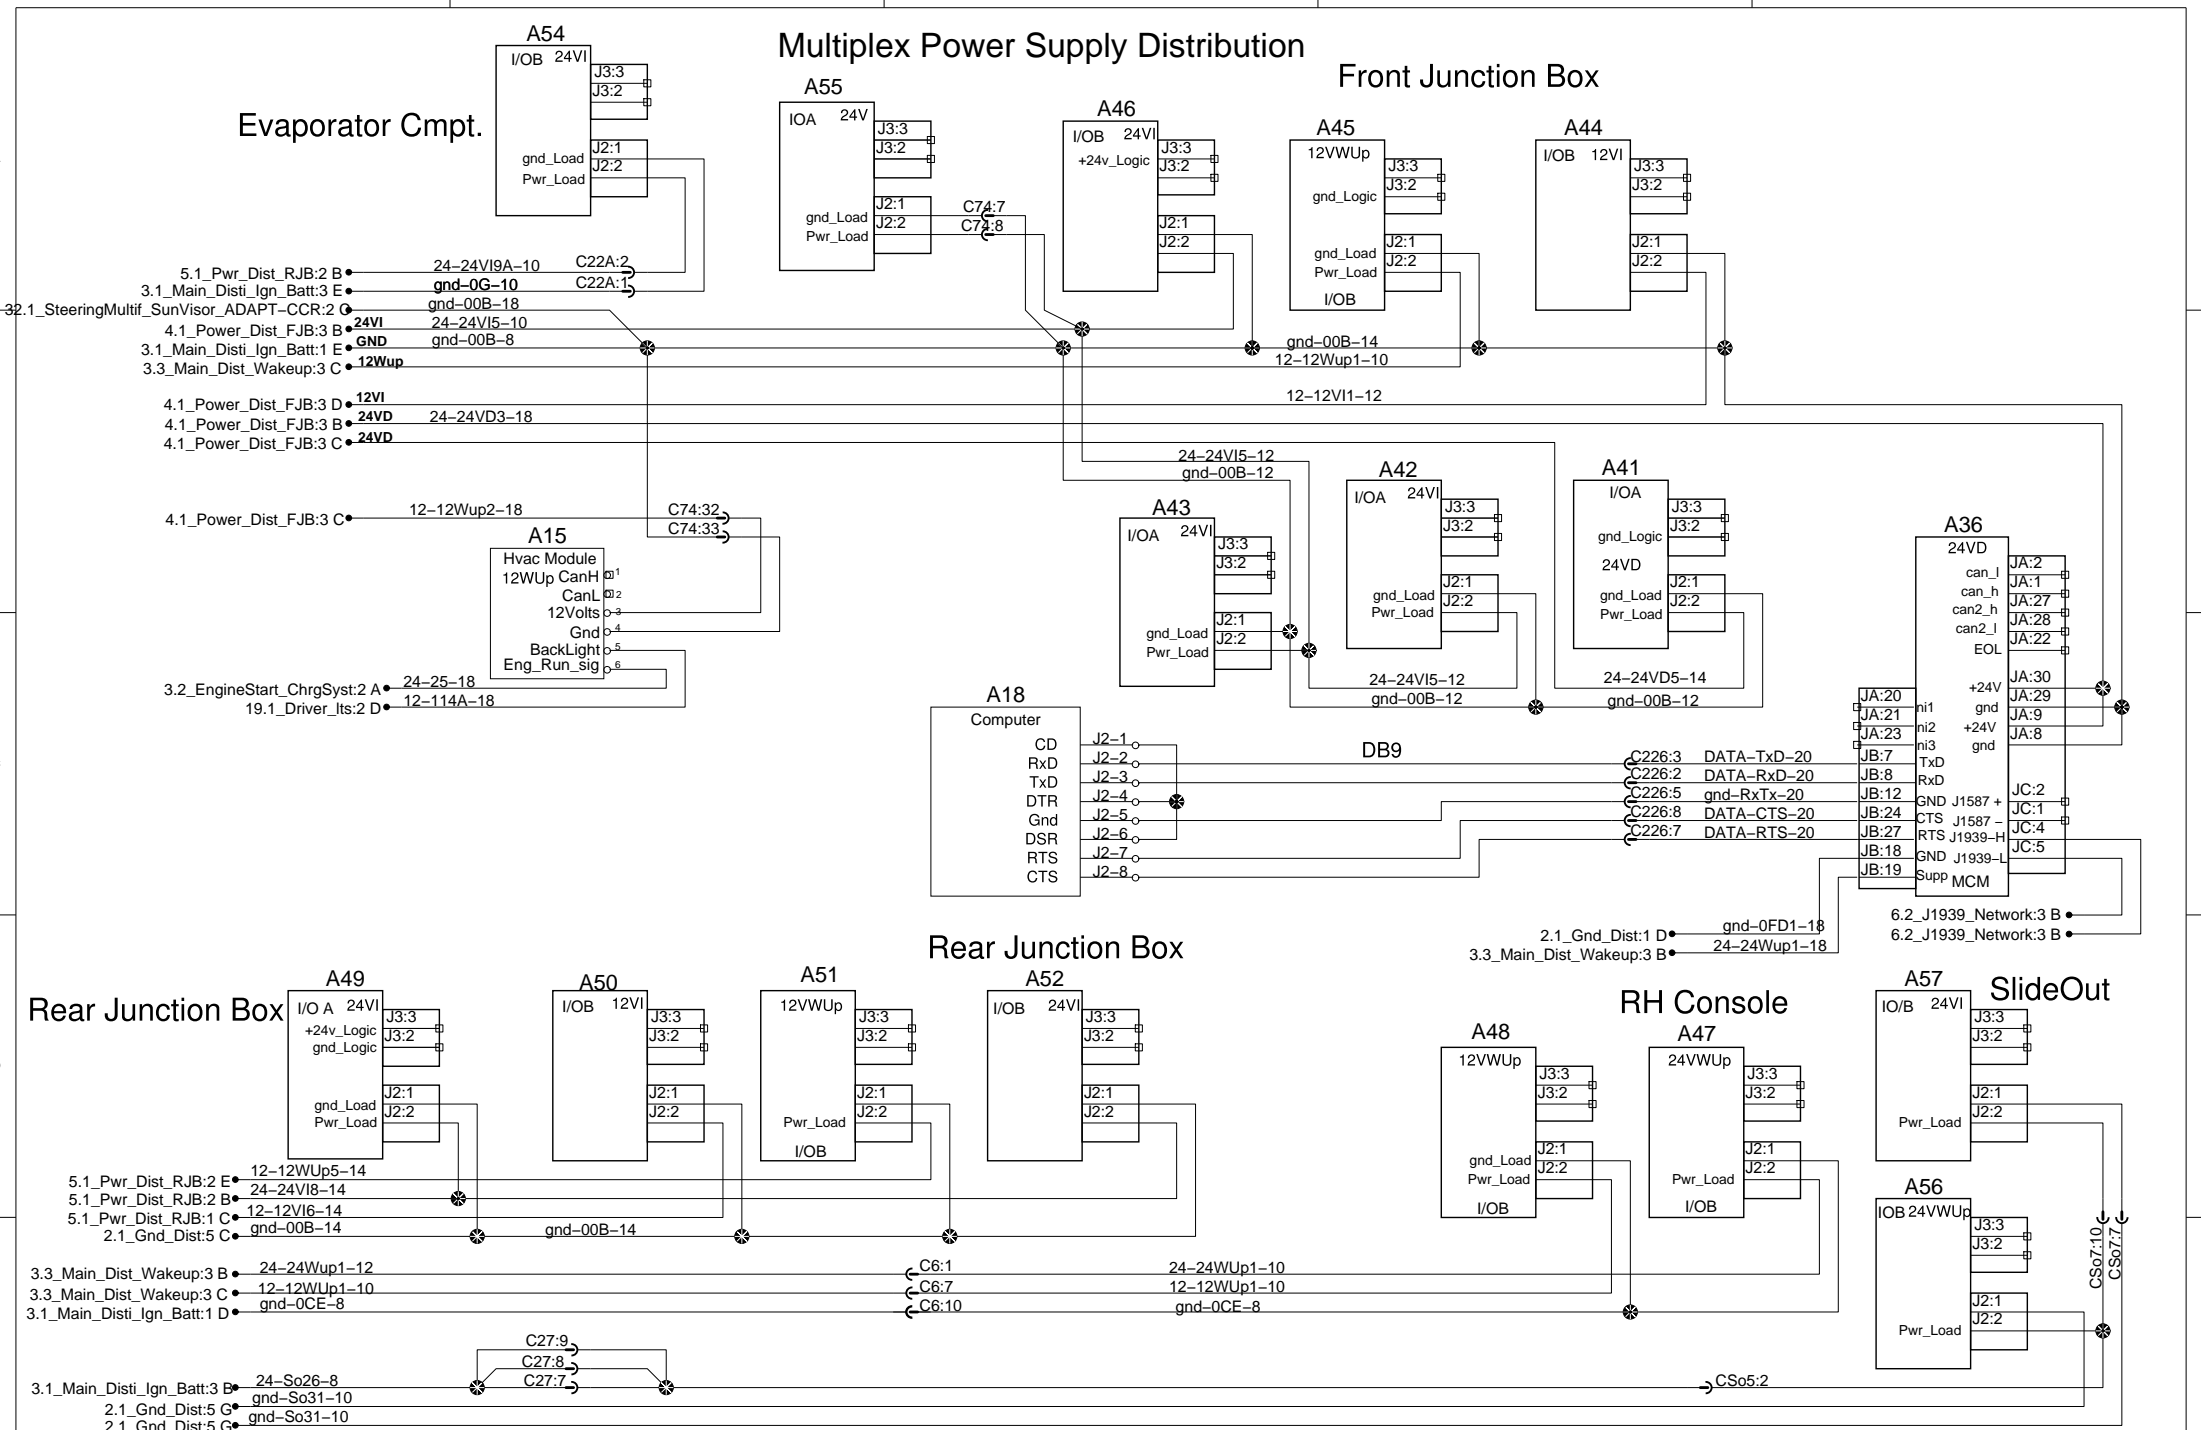 Multiplex Power Supply Distribution
Front Junction Box
Evaporator Cmpt.
A54
I/OB 24VI
J3:3
J3:2
J2:1
gnd_Load
J2:2
Pwr_Load
A55
IOA 24V
J3:3
J3:2
J2:1
gnd_Load
J2:2
Pwr_Load
C74:7
C74:8
A46
I/OB 24VI
+24v_Logic
J3:3
J3:2
J2:1
J2:2
A45
12VWUp
J3:3
J3:2
gnd_Logic
J2:1
gnd_Load
J2:2
Pwr_Load
I/OB
A44
I/OB 12VI
J3:3
J3:2
J2:1
J2:2
5.1_Pwr_Dist_RJB:2 B 24-24VI9A-10 C22A:2
3.1_Main_Disti_Ign_Batt:3 E gnd-0G-10 C22A:1
32.1_SteeringMultif_SunVisor_ADAPT-CCR:2 C gnd-00B-18
4.1_Power_Dist_FJB:3 B 24VI 24-24VI5-10
3.1_Main_Disti_Ign_Batt:1 E GND gnd-00B-8 gnd-00B-14
3.3_Main_Dist_Wakeup:3 C 12Wup 12-12Wup1-10
4.1_Power_Dist_FJB:3 D 12VI 12-12VI1-12
4.1_Power_Dist_FJB:3 B 24VD 24-24VD3-18
4.1_Power_Dist_FJB:3 C 24VD
24-24VI5-12
gnd-00B-12
4.1_Power_Dist_FJB:3 C 12-12Wup2-18 C74:32
C74:33
A15
Hvac Module
12WUp CanH 1
CanL 2
12Volts 3
Gnd 4
BackLight 5
Eng_Run_sig 6
3.2_EngineStart_ChrgSyst:2 A 24-25-18
19.1_Driver_lts:2 D 12-114A-18
A43
I/OA 24VI
J3:3
J3:2
J2:1
gnd_Load
J2:2
Pwr_Load
A42
I/OA 24VI
J3:3
J3:2
J2:1
gnd_Load
J2:2
Pwr_Load
24-24VI5-12
gnd-00B-12
A41
I/OA
J3:3
J3:2
gnd_Logic
24VD
J2:1
gnd_Load
J2:2
Pwr_Load
24-24VD5-14
gnd-00B-12
A36
24VD
JA:2
can_l
JA:1
can_h
JA:27
can2_h
JA:28
can2_l
JA:22
EOL
JA:30
+24V
JA:29
gnd
JA:9
+24V
JA:8
gnd
JA:20
ni1
JA:21
ni2
JA:23
ni3
JB:7
TxD
JB:8
RxD
JB:12
GND
JB:24
CTS
JB:27
RTS
JB:18
GND
JB:19
Supp
JC:2
J1587 +
JC:1
J1587 -
JC:4
J1939-H
JC:5
J1939-L
MCM
A18
Computer
CD J2-1
RxD J2-2
TxD J2-3
DTR J2-4
Gnd J2-5
DSR J2-6
RTS J2-7
CTS J2-8
DB9
C226:3 DATA-TxD-20
C226:2 DATA-RxD-20
C226:5 gnd-RxTx-20
C226:8 DATA-CTS-20
C226:7 DATA-RTS-20
6.2_J1939_Network:3 B
6.2_J1939_Network:3 B
2.1_Gnd_Dist:1 D gnd-0FD1-18
3.3_Main_Dist_Wakeup:3 B 24-24Wup1-18
Rear Junction Box
Rear Junction Box
A49
I/O A 24VI
+24v_Logic
gnd_Logic
J3:3
J3:2
J2:1
gnd_Load
J2:2
Pwr_Load
A50
I/OB 12VI
J3:3
J3:2
J2:1
J2:2
A51
12VWUp
J3:3
J3:2
J2:1
J2:2
Pwr_Load
I/OB
A52
I/OB 24VI
J3:3
J3:2
J2:1
J2:2
5.1_Pwr_Dist_RJB:2 E 12-12WUp5-14
5.1_Pwr_Dist_RJB:2 B 24-24VI8-14
5.1_Pwr_Dist_RJB:1 C 12-12VI6-14
2.1_Gnd_Dist:5 C gnd-00B-14 gnd-00B-14
RH Console
A48
12VWUp
J3:3
J3:2
J2:1
gnd_Load
J2:2
Pwr_Load
I/OB
A47
24VWUp
J3:3
J3:2
J2:1
J2:2
Pwr_Load
I/OB
SlideOut
A57
IO/B 24VI
J3:3
J3:2
J2:1
J2:2
Pwr_Load
A56
IOB 24VWUp
J3:3
J3:2
J2:1
J2:2
Pwr_Load
CSo7:10
CSo7:7
3.3_Main_Dist_Wakeup:3 B 24-24Wup1-12 C6:1 24-24WUp1-10
3.3_Main_Dist_Wakeup:3 C 12-12WUp1-10 C6:7 12-12WUp1-10
3.1_Main_Disti_Ign_Batt:1 D gnd-0CE-8 C6:10 gnd-0CE-8
C27:9
C27:8
3.1_Main_Disti_Ign_Batt:3 B 24-So26-8 C27:7 CSo5:2
2.1_Gnd_Dist:5 G gnd-So31-10
2.1_Gnd_Dist:5 G gnd-So31-10